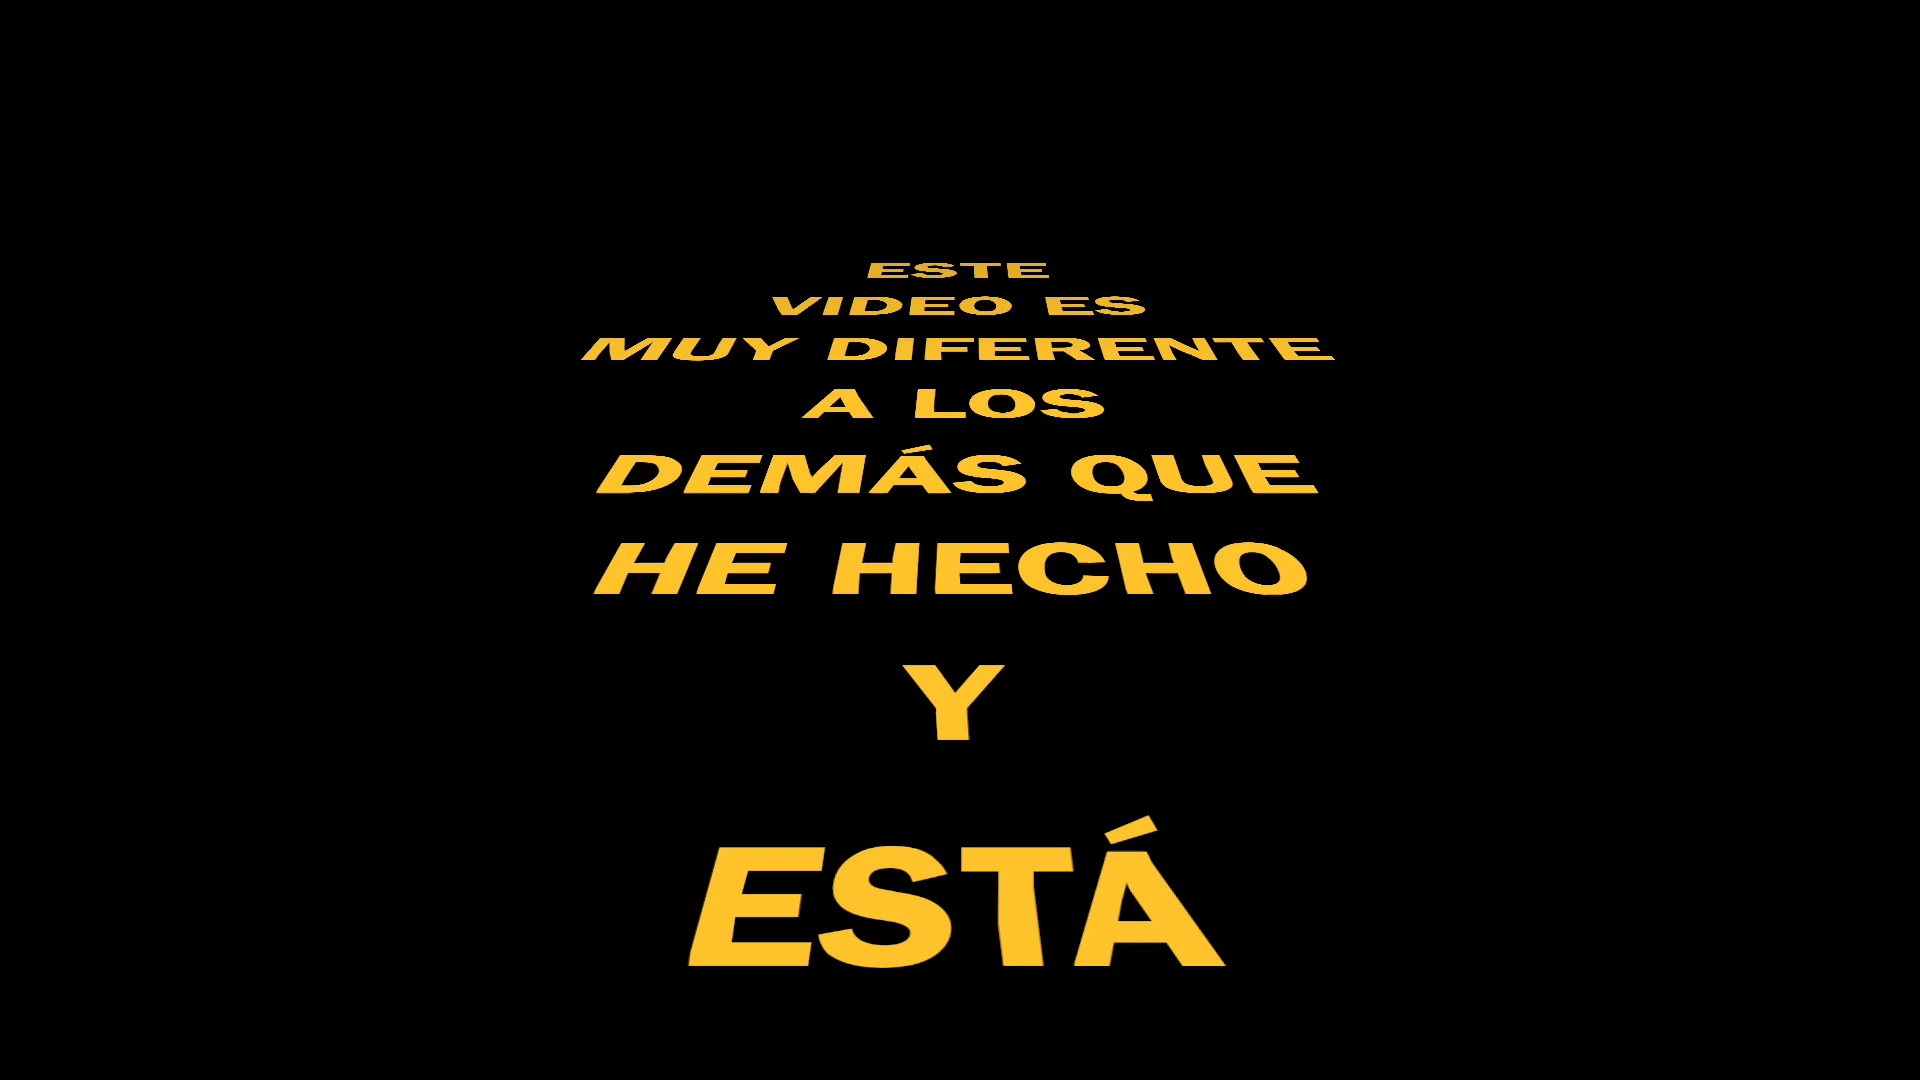 ESTE
VIDEO ES
MUY DIFERENTE
A LOS
DEMÁS QUE
HE HECHO
Y
ESTÁ